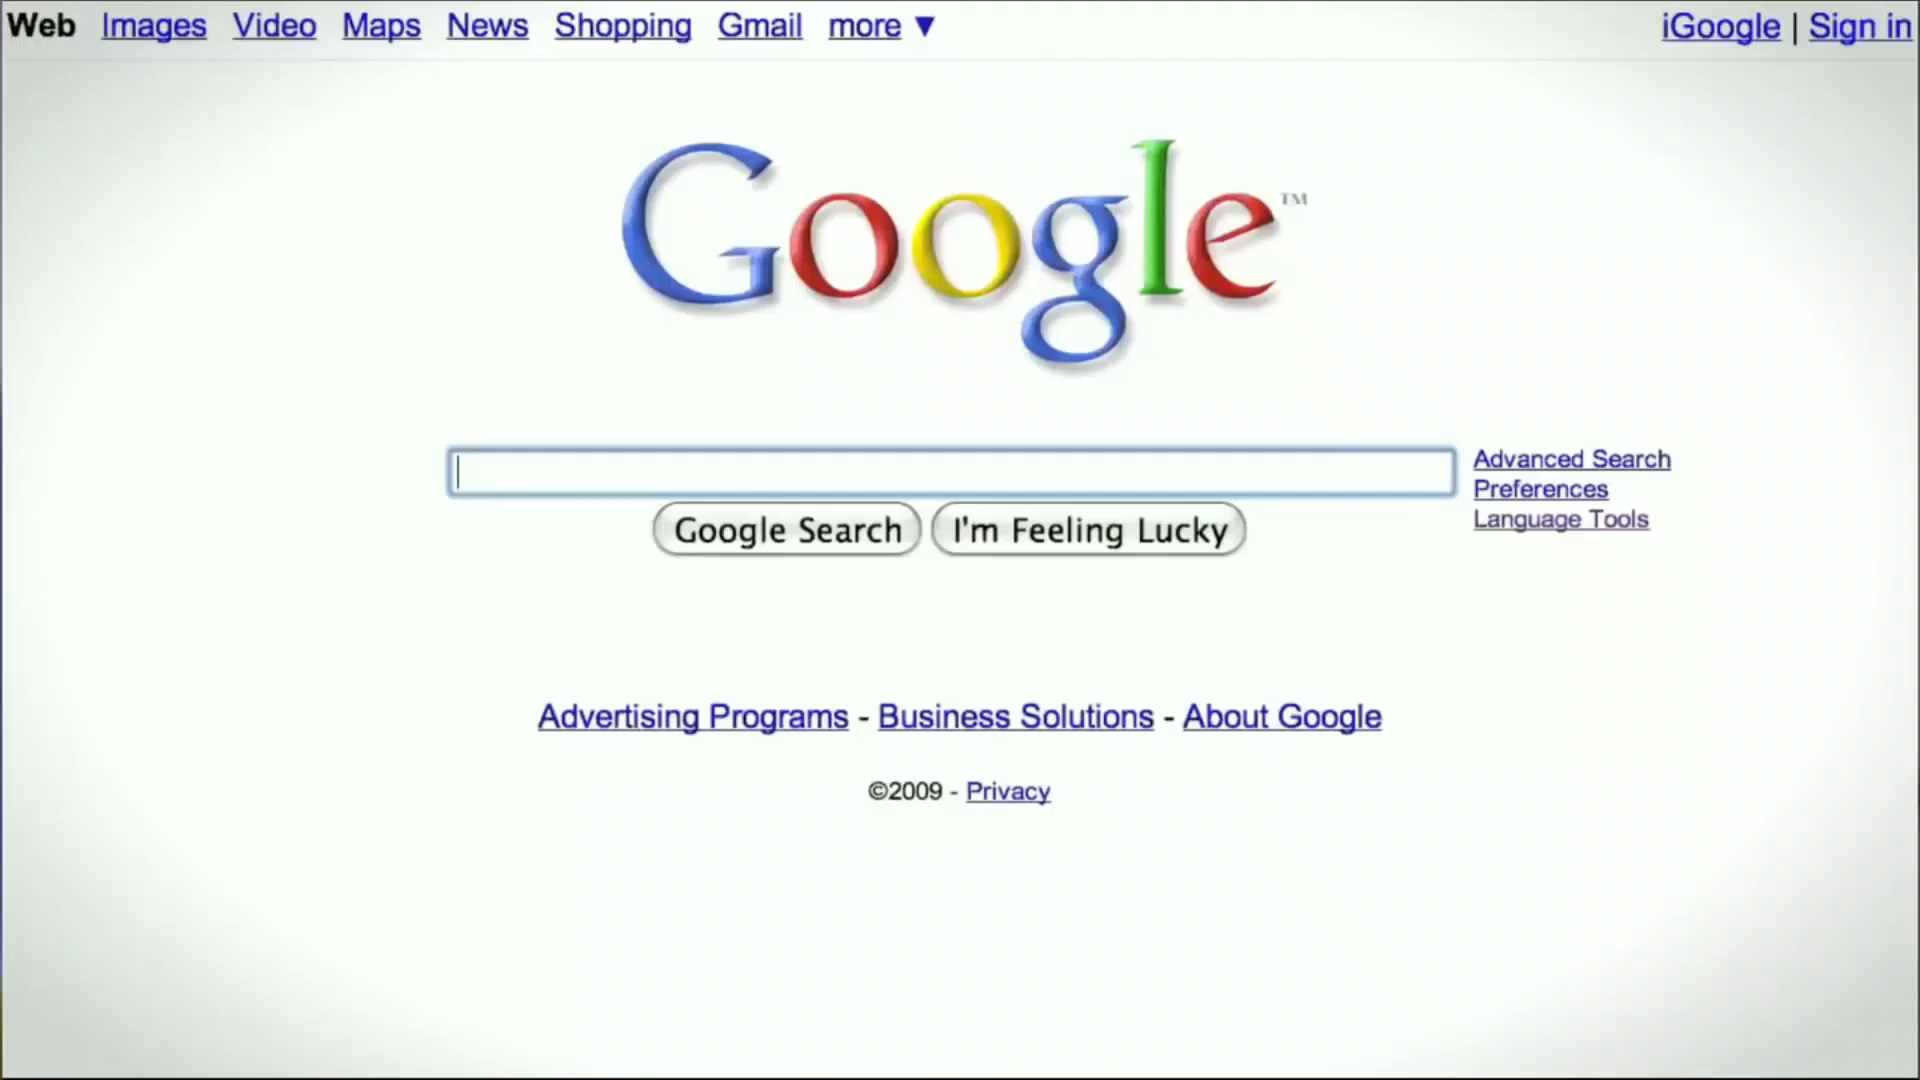 Web Images Video Maps News Shopping Gmail more ▼ iGoogle | Sign in
Google™
Advanced Search
Preferences
Language Tools
Google Search I'm Feeling Lucky
Advertising Programs - Business Solutions - About Google
©2009 - Privacy